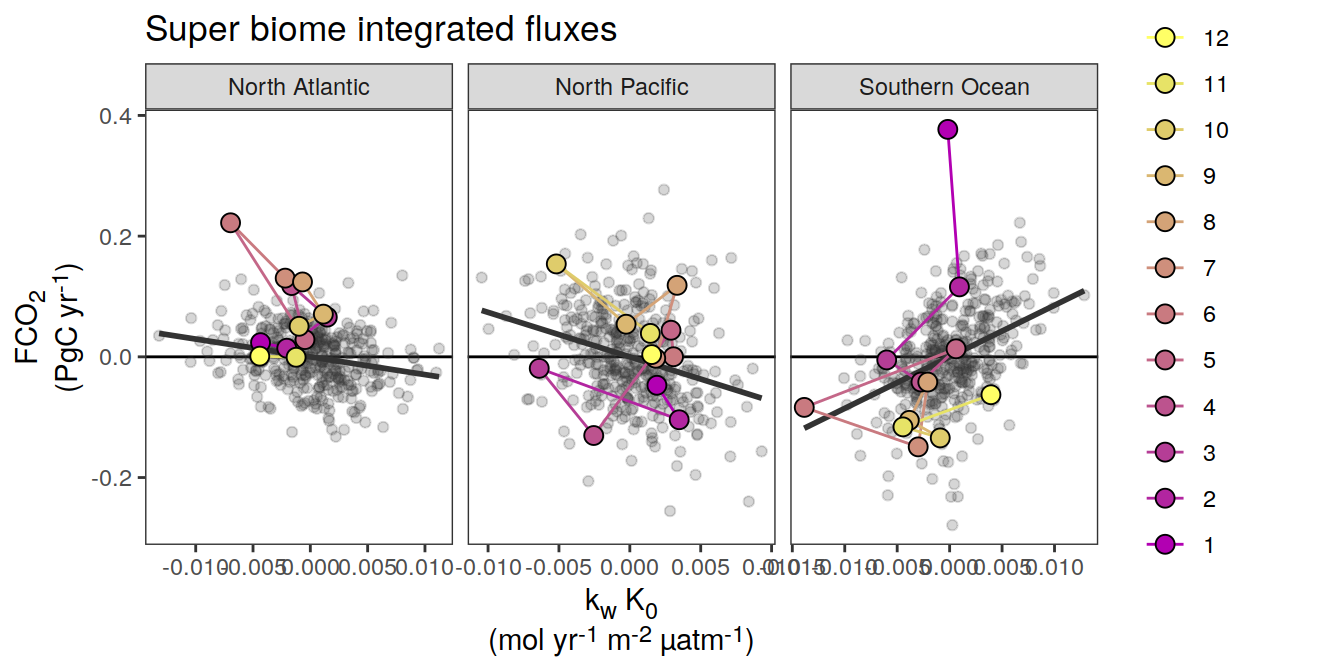 Super biome integrated fluxes
North Atlantic
North Pacific
Southern Ocean
FCO2
(PgC yr-1)
0.4
0.2
0.0
-0.2
-0.010 -0.005 0.000 0.005 0.010
-0.010 -0.005 0.000 0.005 0.010
-0.015 -0.010 -0.005 0.000 0.005 0.010
kw K0
(mol yr-1 m-2 µatm-1)
12
11
10
9
8
7
6
5
4
3
2
1